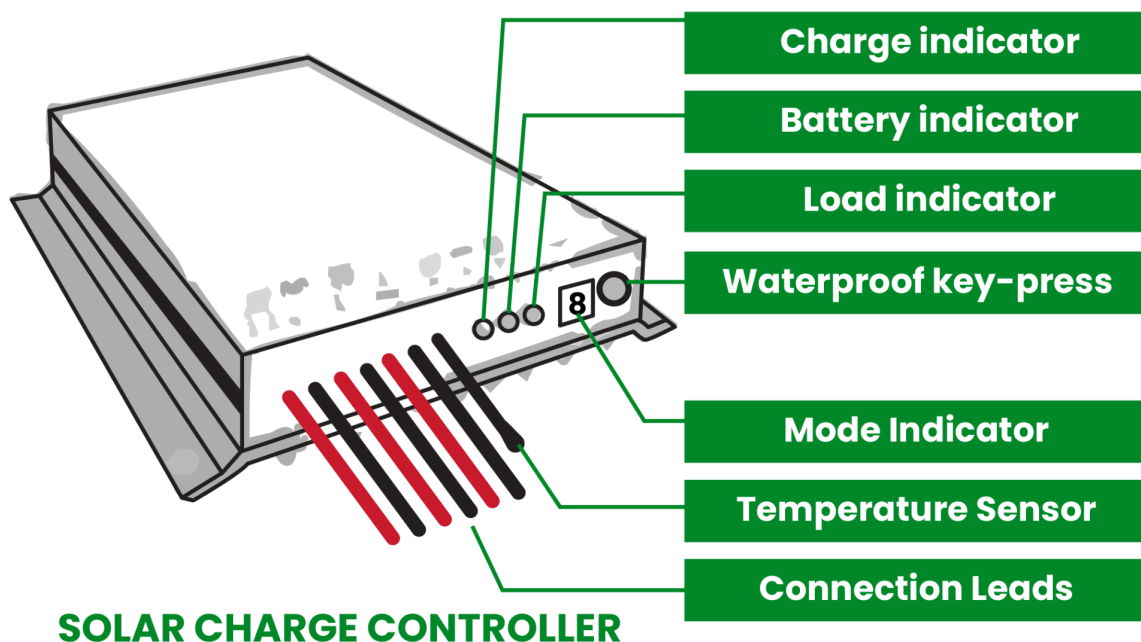 Charge indicator
Battery indicator
Load indicator
Waterproof key-press
8
Mode Indicator
Temperature Sensor
Connection Leads
SOLAR CHARGE CONTROLLER